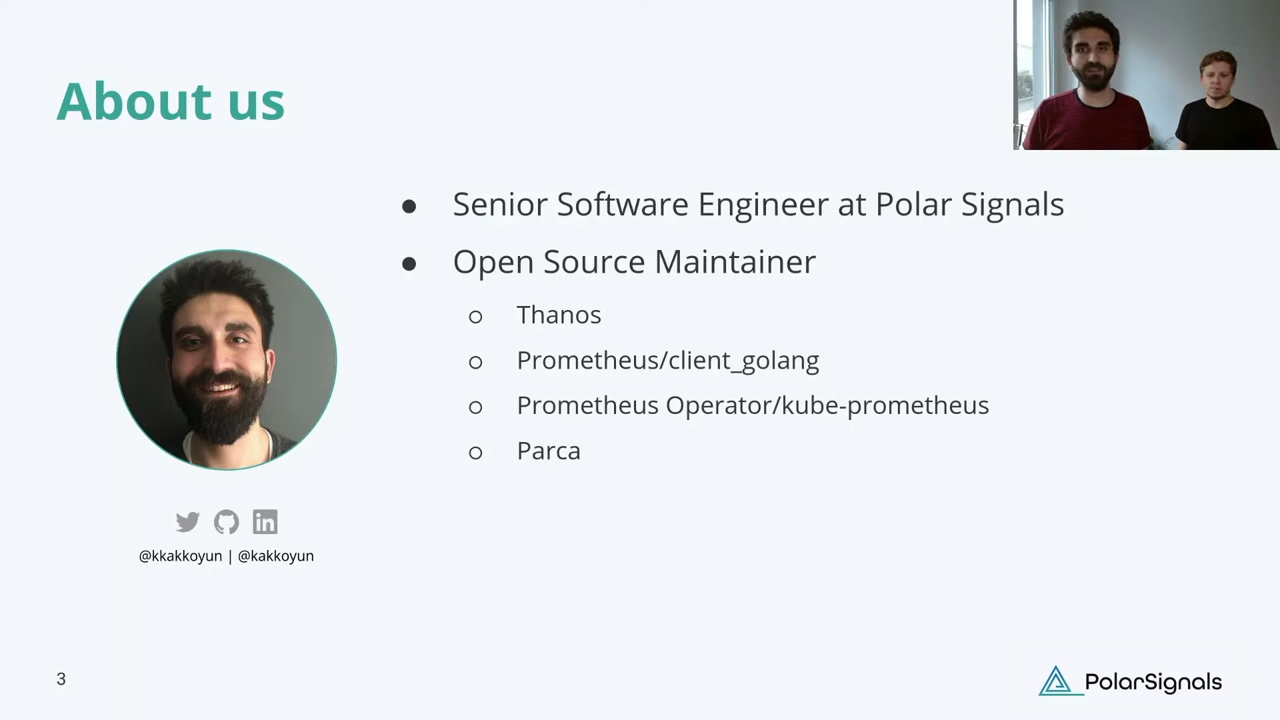 About us
Senior Software Engineer at Polar Signals
Open Source Maintainer
Thanos
Prometheus/client_golang
Prometheus Operator/kube-prometheus
Parca
@kkakkoyun | @kakkoyun
3
PolarSignals